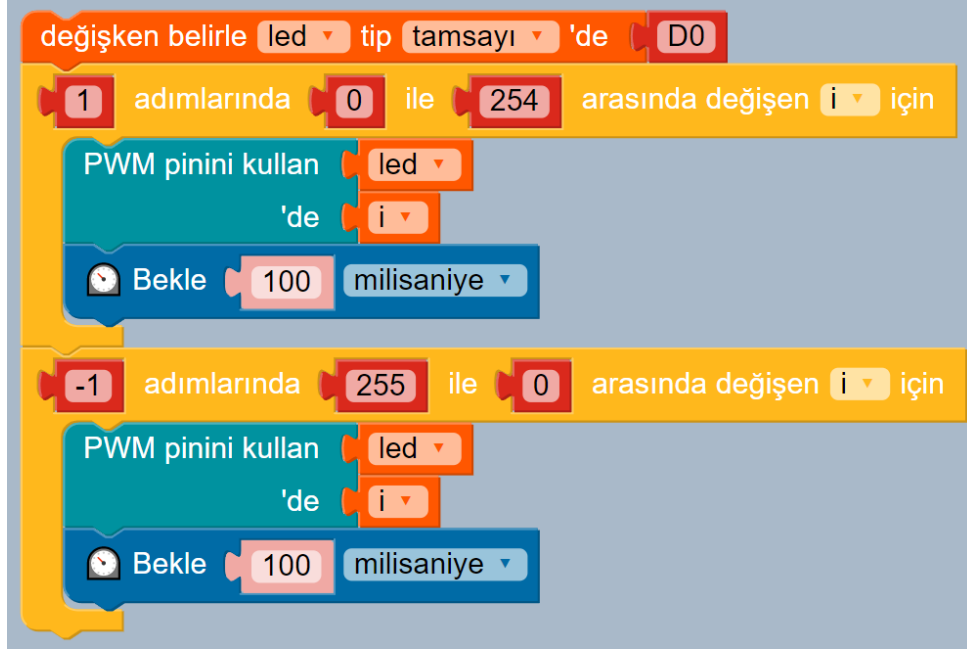 değişken belirle led tip tamsayı 'de D0
1 adımlarında 0 ile 254 arasında değişen i için
PWM pinini kullan led
'de i
Bekle 100 milisaniye
-1 adımlarında 255 ile 0 arasında değişen i için
PWM pinini kullan led
'de i
Bekle 100 milisaniye